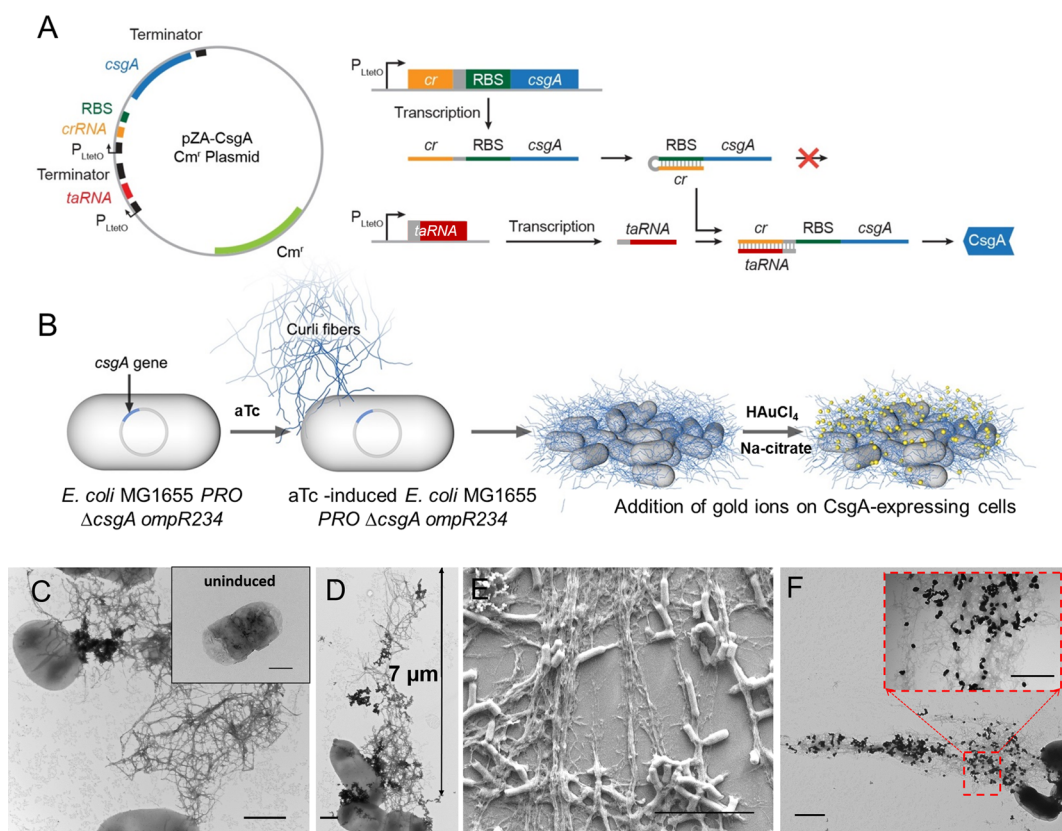 A
Terminator
csgA
RBS
crRNA
PLtetO
Terminator
taRNA
PLtetO
pZA-CsgA
Cmr Plasmid
Cmr
PLtetO
cr
RBS
csgA
Transcription
cr
RBS
csgA
RBS
csgA
cr
PLtetO
taRNA
Transcription
taRNA
cr
RBS
csgA
taRNA
CsgA
B
csgA gene
aTc
Curli fibers
HAuCl4
Na-citrate
E. coli MG1655 PRO
ΔcsgA ompR234
aTc -induced E. coli MG1655
PRO ΔcsgA ompR234
Addition of gold ions on CsgA-expressing cells
C
uninduced
D
7 μm
E
F